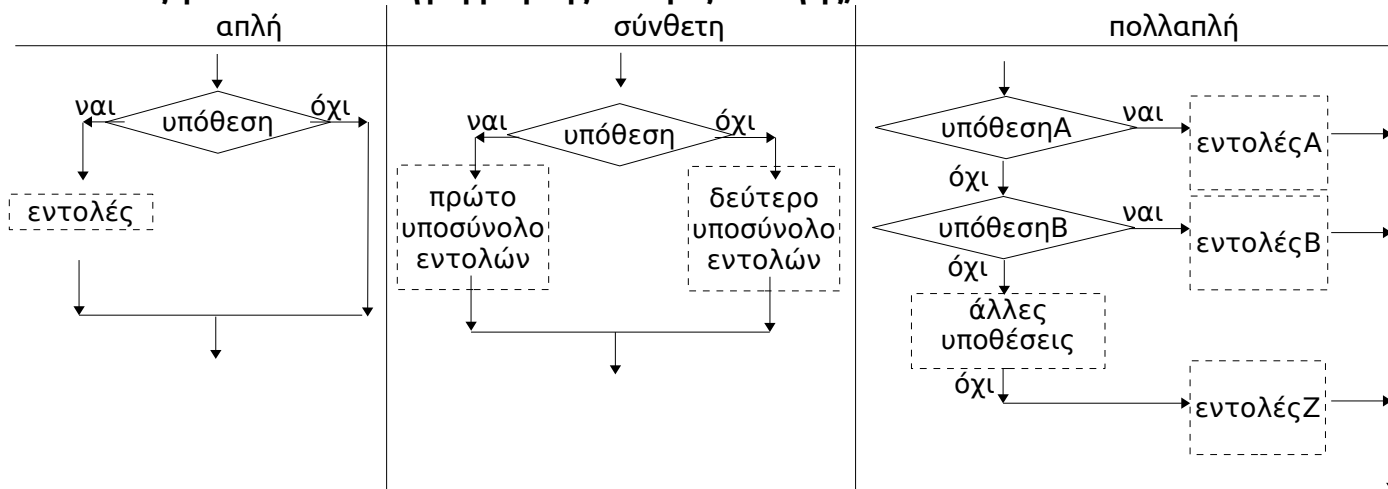 απλή
σύνθετη
πολλαπλή
ναι
υπόθεση
όχι
εντολές
ναι
υπόθεση
όχι
πρώτο
υποσύνολο
εντολών
δεύτερο
υποσύνολο
εντολών
υπόθεσηΑ
ναι
εντολέςΑ
όχι
υπόθεσηΒ
ναι
εντολέςΒ
όχι
άλλες
υποθέσεις
όχι
εντολέςΖ